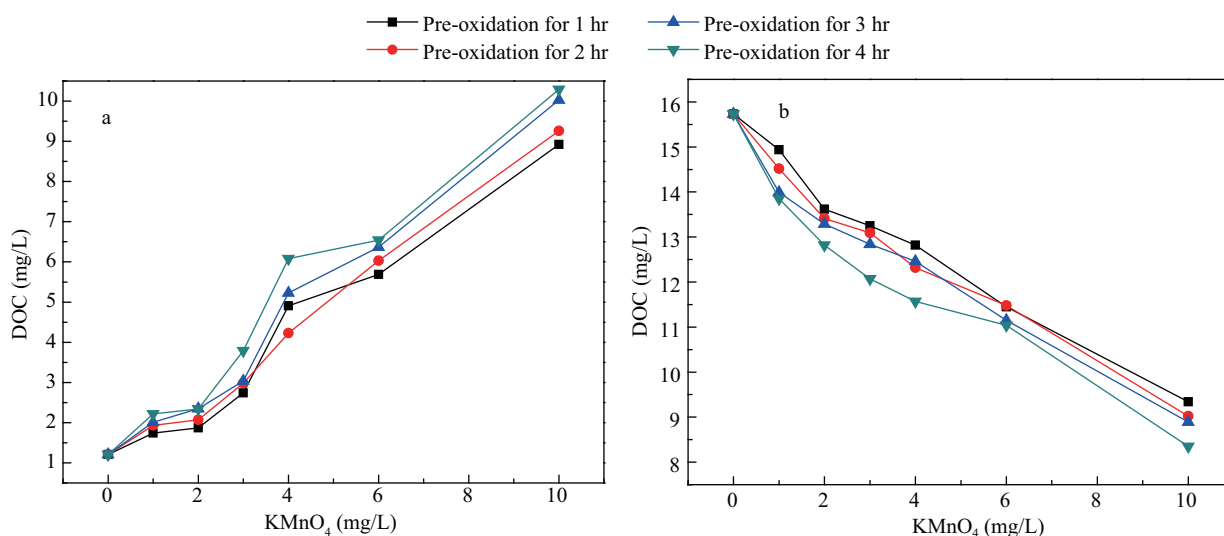 Pre-oxidation for 1 hr
Pre-oxidation for 2 hr
Pre-oxidation for 3 hr
Pre-oxidation for 4 hr
a
10
9
8
7
6
5
4
3
2
1
DOC (mg/L)
0 2 4 6 8 10
KMnO₄ (mg/L)
b
16
15
14
13
12
11
10
9
8
DOC (mg/L)
0 2 4 6 8 10
KMnO₄ (mg/L)